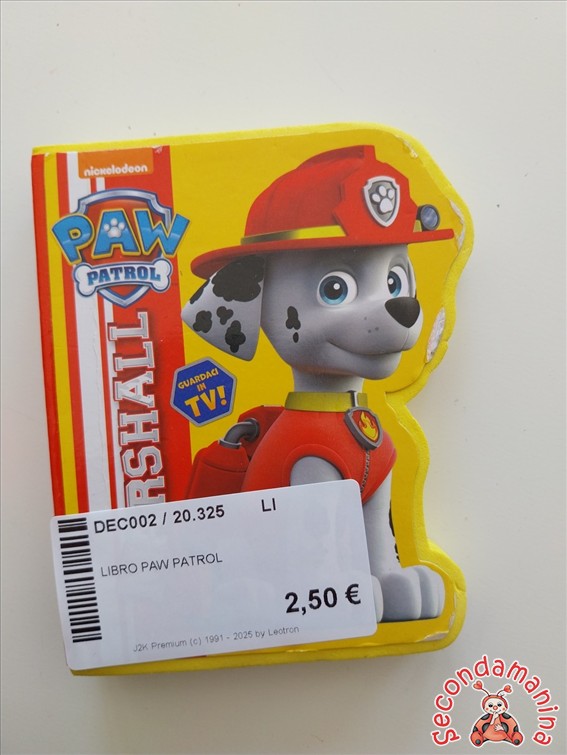 nickelodeon
PAW
PATROL
RSHALL
GUARDACI
IN
TV!
DEC002 / 20.325 LI
LIBRO PAW PATROL
2,50 €
J2K Premium (c) 1991 - 2025 by Leotron
Secondamanina